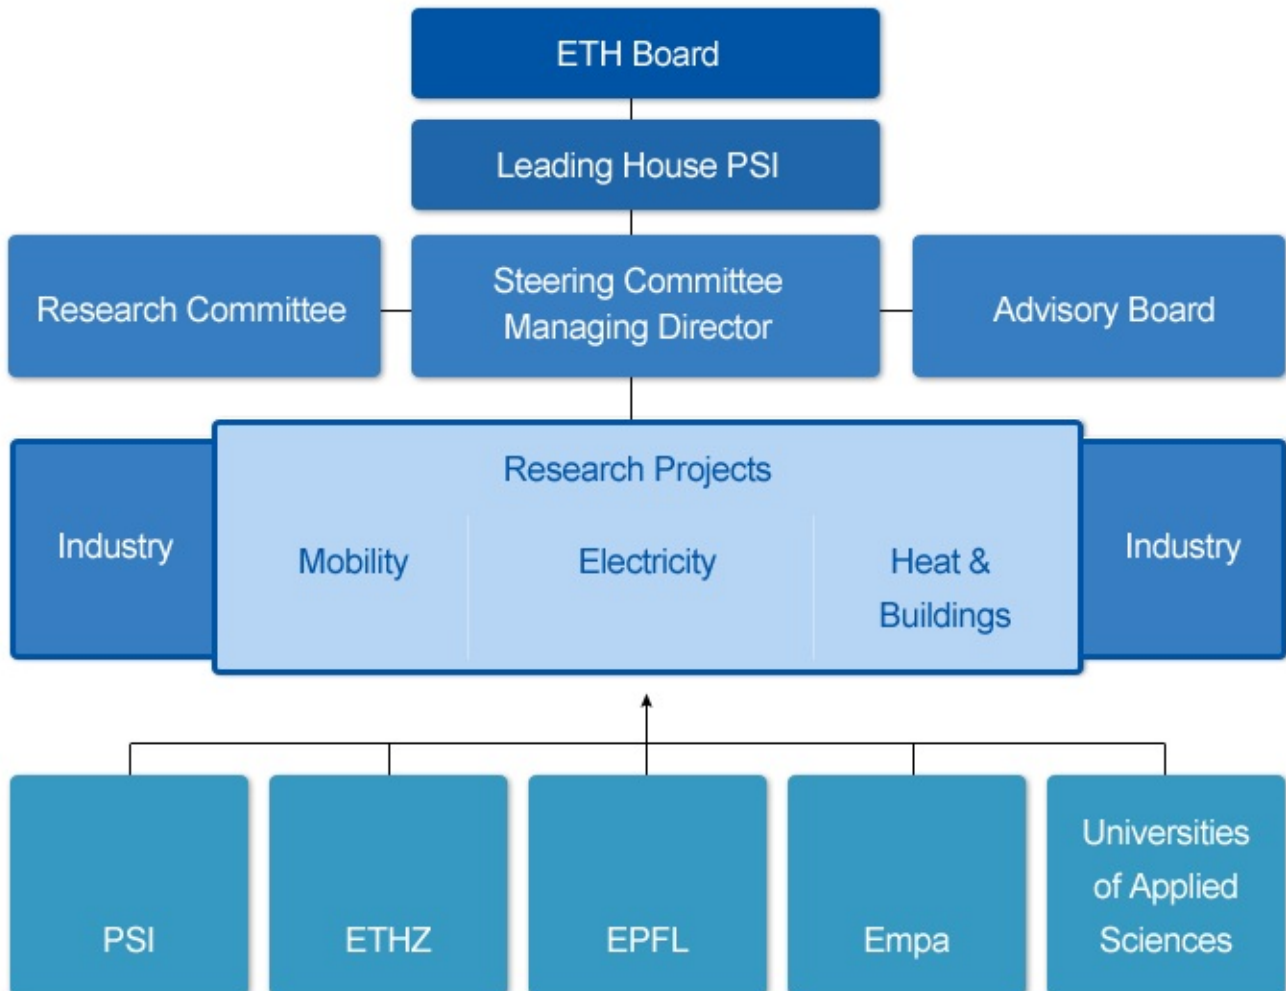 ETH Board
Leading House PSI
Research Committee
Steering Committee
Managing Director
Advisory Board
Industry
Research Projects
Mobility
Electricity
Heat &
Buildings
Industry
PSI
ETHZ
EPFL
Empa
Universities
of Applied
Sciences